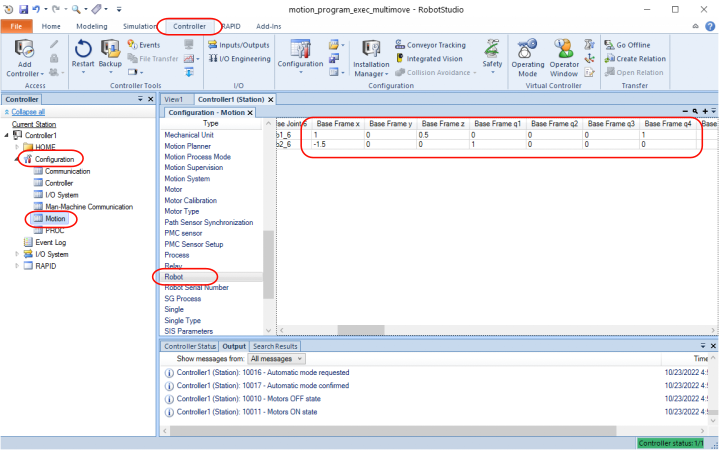 motion_program_exec_multimove - RobotStudio
File Home Modeling Simulation Controller RAPID Add-Ins
Add Controller Restart Backup Events File Transfer Inputs/Outputs I/O Engineering Configuration Installation Manager Conveyor Tracking Integrated Vision Collision Avoidance Safety Operating Mode Operator Window Go Offline Create Relation Open Relation
Access Controller Tools I/O Configuration Virtual Controller Transfer
Controller View1 Controller1 (Station)
Collapse all
Current Station
Controller1
HOME
Configuration
Communication
Controller
I/O System
Man-Machine Communication
Motion
PROC
Event Log
I/O System
RAPID
Configuration - Motion
Type
Mechanical Unit
Motion Planner
Motion Process Mode
Motion Supervision
Motion System
Motor
Motor Calibration
Motor Type
Path Sensor Synchronization
PMC sensor
PMC Sensor Setup
Process
Relay
Robot
Robot Serial Number
SG Process
Single
Single Type
SIS Parameters
Base Frame x Base Frame y Base Frame z Base Frame q1 Base Frame q2 Base Frame q3 Base Frame q4 Base
1 0 0.5 0 0 0 1
-1.5 0 0 1 0 0 0
Controller Status Output Search Results
Show messages from: All messages Time
Controller1 (Station): 10016 - Automatic mode requested 10/23/2022 4:5
Controller1 (Station): 10017 - Automatic mode confirmed 10/23/2022 4:5
Controller1 (Station): 10010 - Motors OFF state 10/23/2022 4:5
Controller1 (Station): 10011 - Motors ON state 10/23/2022 4:5
Controller status: 1/1